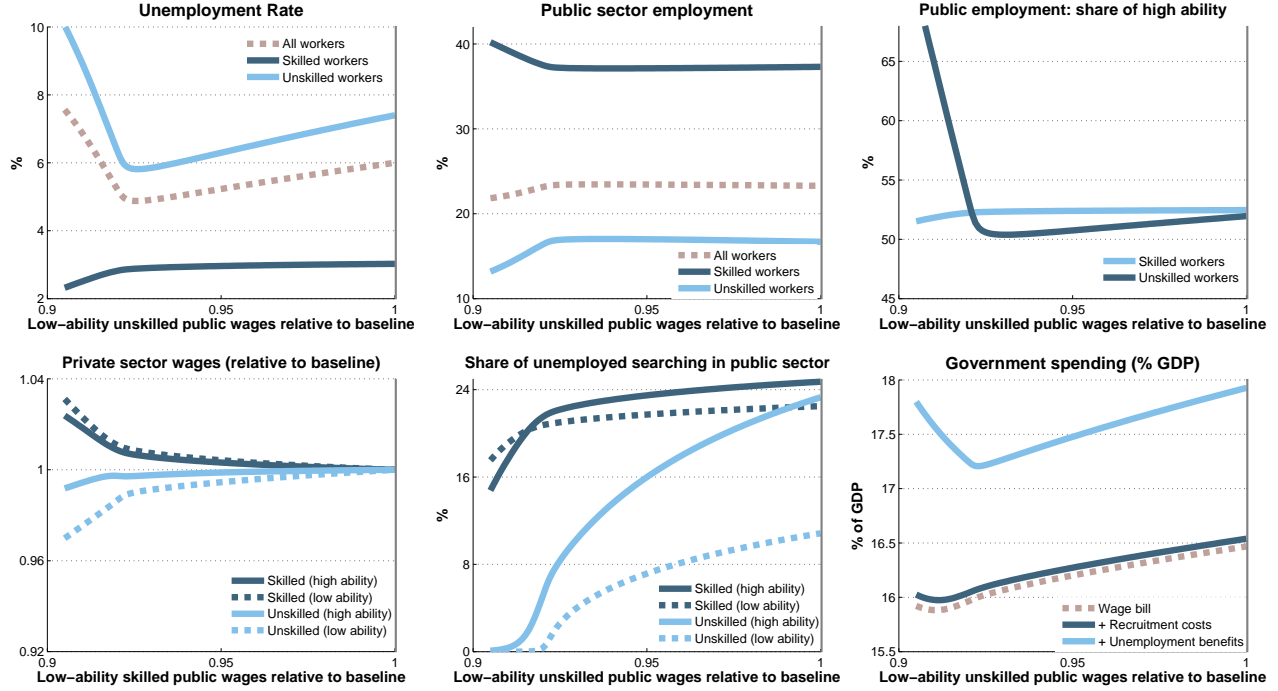 Unemployment Rate
10
8
6
4
2
%
All workers
Skilled workers
Unskilled workers
0.9
0.95
1
Low−ability unskilled public wages relative to baseline
Public sector employment
40
30
20
10
%
All workers
Skilled workers
Unskilled workers
0.9
0.95
1
Low−ability unskilled public wages relative to baseline
Public employment: share of high ability
65
60
55
50
45
%
Skilled workers
Unskilled workers
0.9
0.95
1
Low−ability unskilled public wages relative to baseline
Private sector wages (relative to baseline)
1.04
1
0.96
0.92
Skilled (high ability)
Skilled (low ability)
Unskilled (high ability)
Unskilled (low ability)
0.9
0.95
1
Low−ability skilled public wages relative to baseline
Share of unemployed searching in public sector
24
16
8
0
%
Skilled (high ability)
Skilled (low ability)
Unskilled (high ability)
Unskilled (low ability)
0.9
0.95
1
Low−ability unskilled public wages relative to baseline
Government spending (% GDP)
18
17.5
17
16.5
16
15.5
% of GDP
Wage bill
+ Recruitment costs
+ Unemployment benefits
0.9
0.95
1
Low−ability unskilled public wages relative to baseline